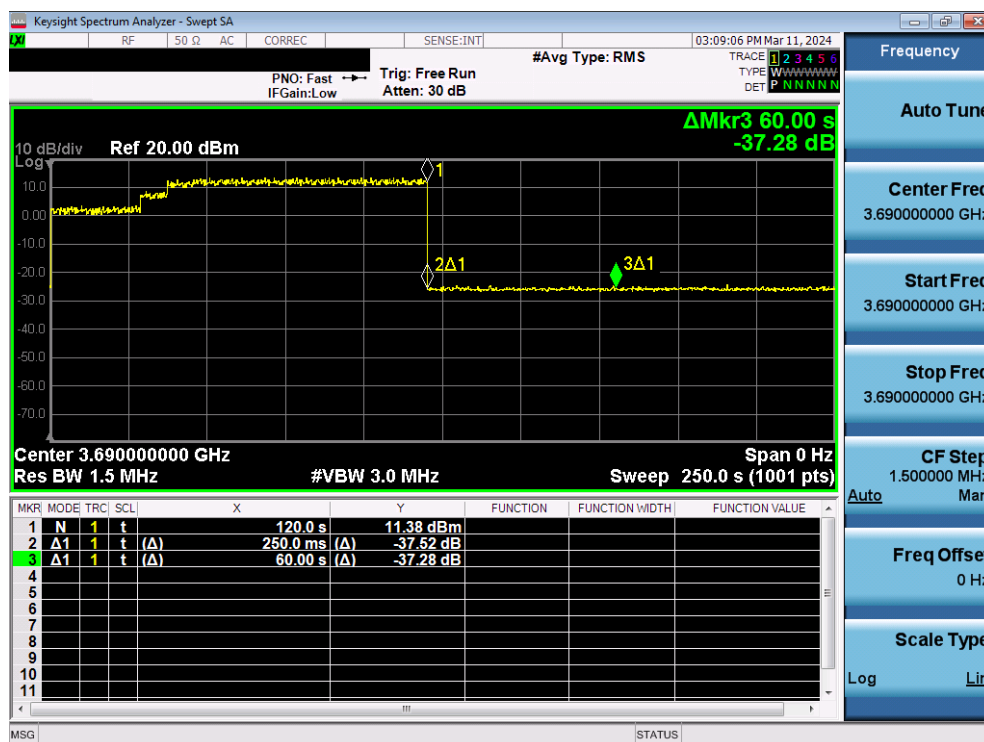 Keysight Spectrum Analyzer - Swept SA
LXI RF 50 Ω AC CORREC SENSE:INT 03:09:06 PM Mar 11, 2024
#Avg Type: RMS TRACE 1 2 3 4 5 6
PNO: Fast Trig: Free Run TYPE W W W W W W
IFGain:Low Atten: 30 dB DET P N N N N N
ΔMkr3 60.00 s
-37.28 dB
10 dB/div Ref 20.00 dBm
Log
10.0
0.00
-10.0
-20.0
-30.0
-40.0
-50.0
-60.0
-70.0
1
2Δ1
3Δ1
Center 3.690000000 GHz Span 0 Hz
Res BW 1.5 MHz #VBW 3.0 MHz Sweep 250.0 s (1001 pts)
MKR MODE TRC SCL X Y FUNCTION FUNCTION WIDTH FUNCTION VALUE
1 N 1 t 120.0 s 11.38 dBm
2 Δ1 1 t (Δ) 250.0 ms (Δ) -37.52 dB
3 Δ1 1 t (Δ) 60.00 s (Δ) -37.28 dB
4
5
6
7
8
9
10
11
MSG STATUS
Frequency
Auto Tune
Center Freq
3.690000000 GHz
Start Freq
3.690000000 GHz
Stop Freq
3.690000000 GHz
CF Step
1.500000 MHz
Auto Man
Freq Offset
0 Hz
Scale Type
Log Lin